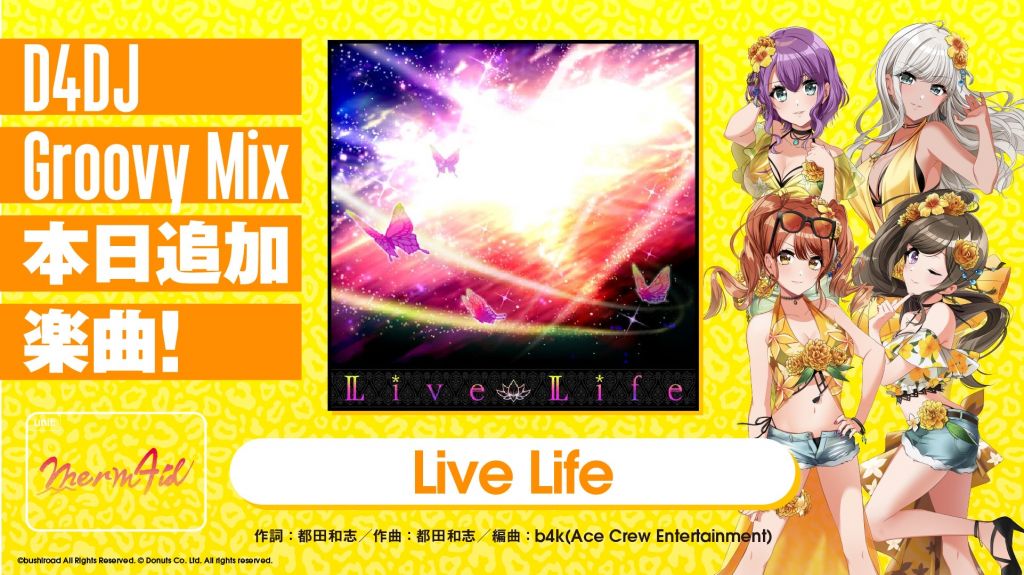 D4DJ
Groovy Mix
本日追加
楽曲!
Live Life
UNIT
merm4id
Live Life
作詞：都田和志／作曲：都田和志／編曲：b4k(Ace Crew Entertainment)
©bushiroad All Rights Reserved. © Donuts Co. Ltd. All rights reserved.